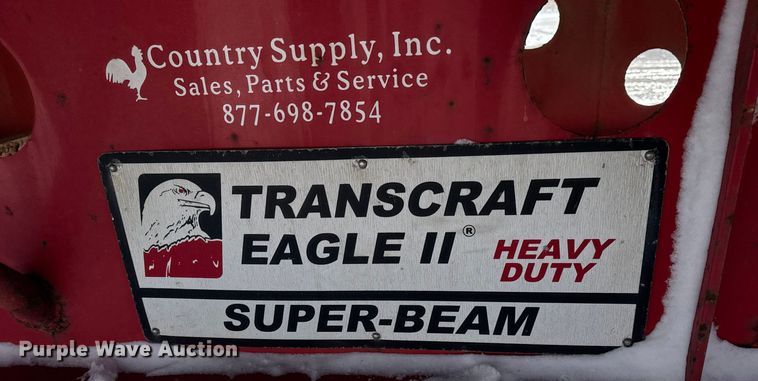 Country Supply, Inc.
Sales, Parts & Service
877-698-7854
TRANSCRAFT
EAGLE II®
HEAVY
DUTY
SUPER-BEAM
Purple Wave Auction